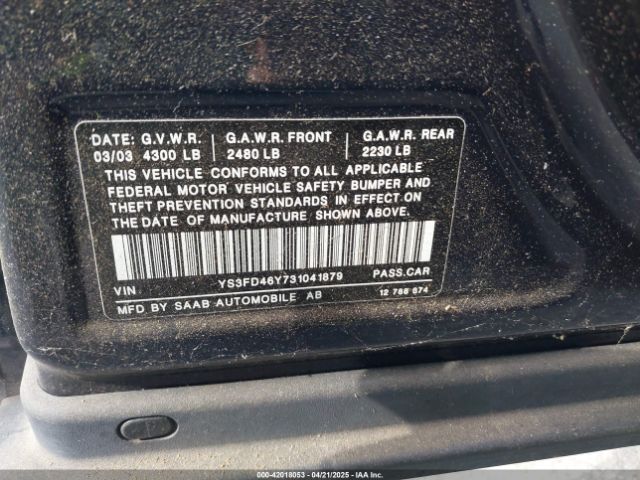 DATE: G.V.W.R. G.A.W.R. FRONT G.A.W.R. REAR
03/03 4300 LB 2480 LB 2230 LB
THIS VEHICLE CONFORMS TO ALL APPLICABLE
FEDERAL MOTOR VEHICLE SAFETY BUMPER AND
THEFT PREVENTION STANDARDS IN EFFECT ON
THE DATE OF MANUFACTURE SHOWN ABOVE.
VIN YS3FD46Y731041879 PASS.CAR
MFD BY SAAB AUTOMOBILE AB 12 788 674
000-42018053 - 04/21/2025 - IAA Inc.